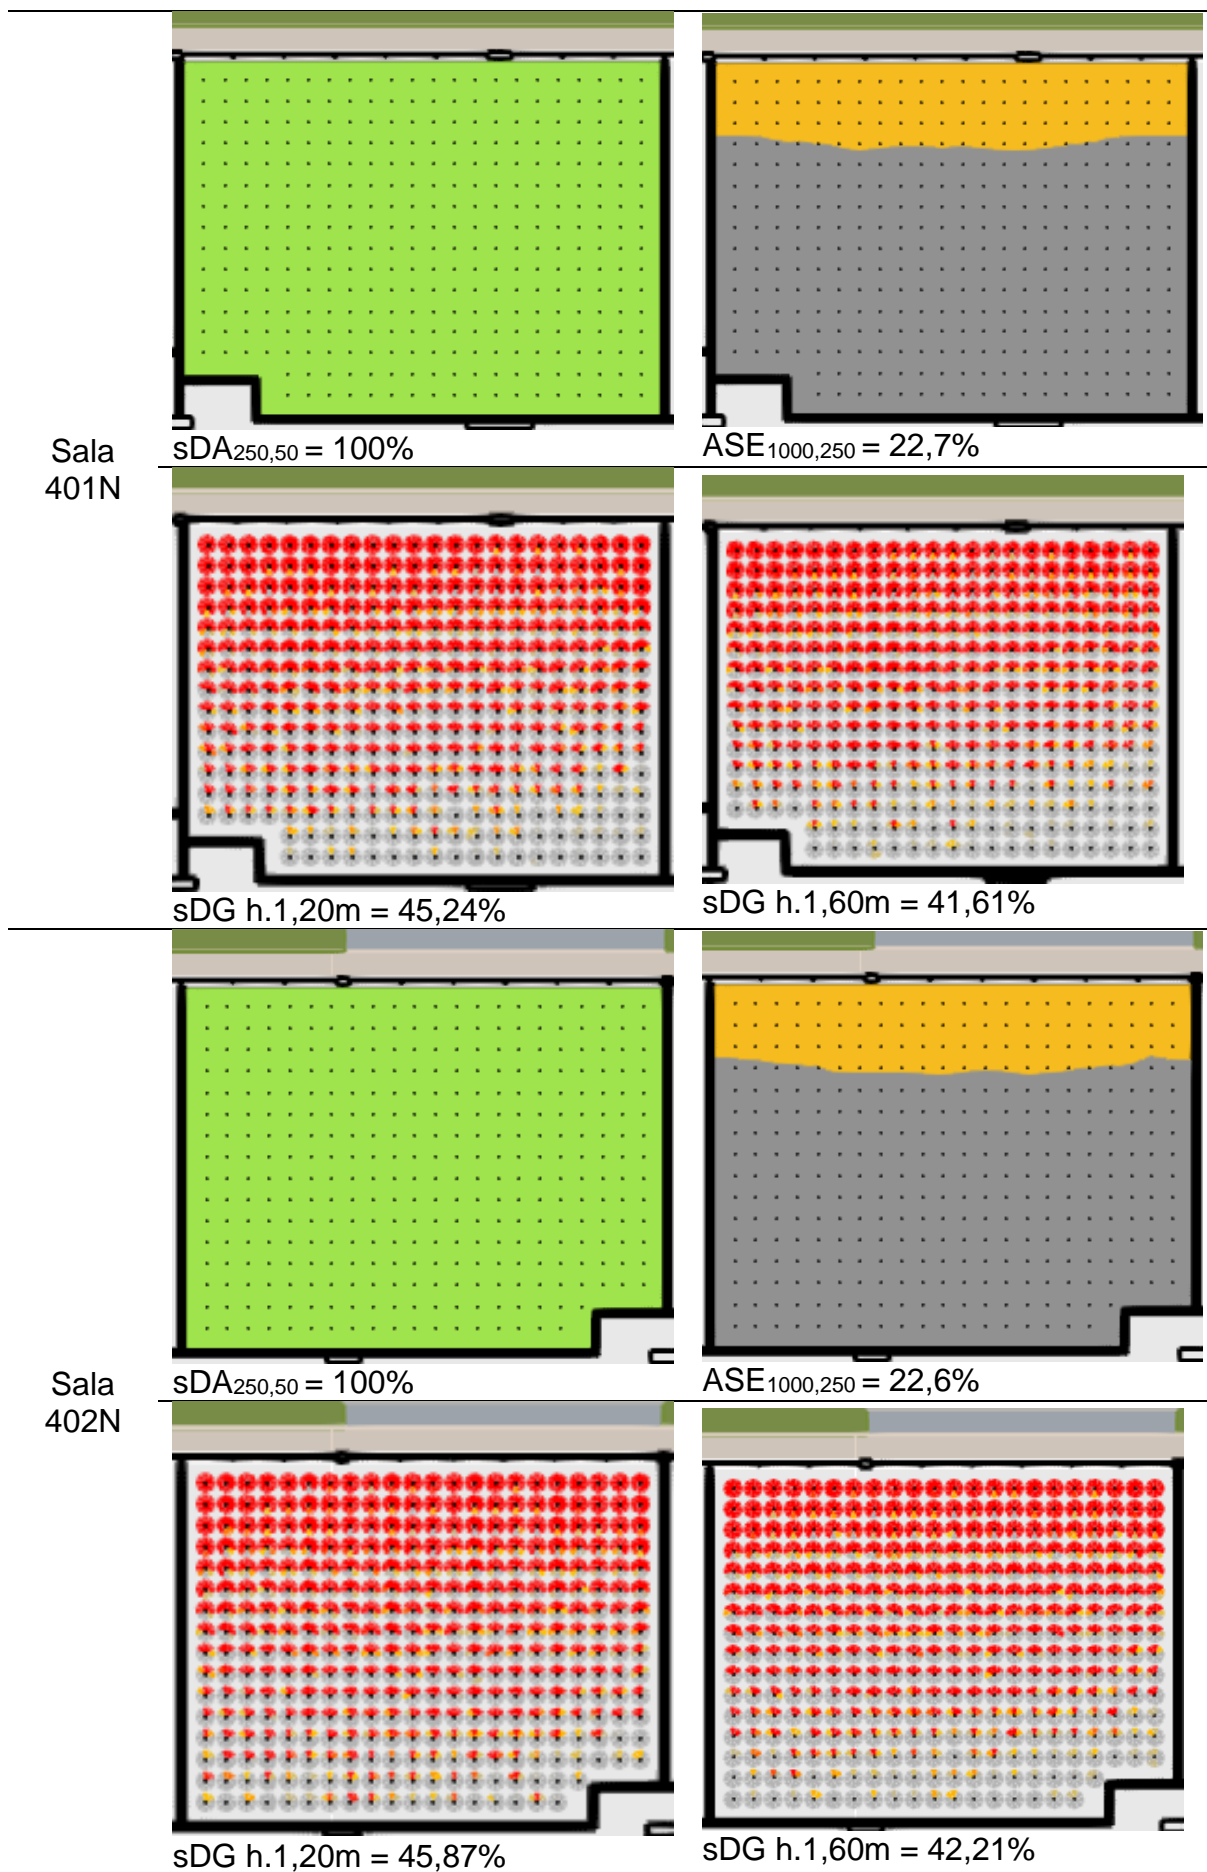 sDA250,50 = 100%
ASE1000,250 = 22,7%
Sala
401N
sDG h.1,20m = 45,24%
sDG h.1,60m = 41,61%
sDA250,50 = 100%
ASE1000,250 = 22,6%
Sala
402N
sDG h.1,20m = 45,87%
sDG h.1,60m = 42,21%